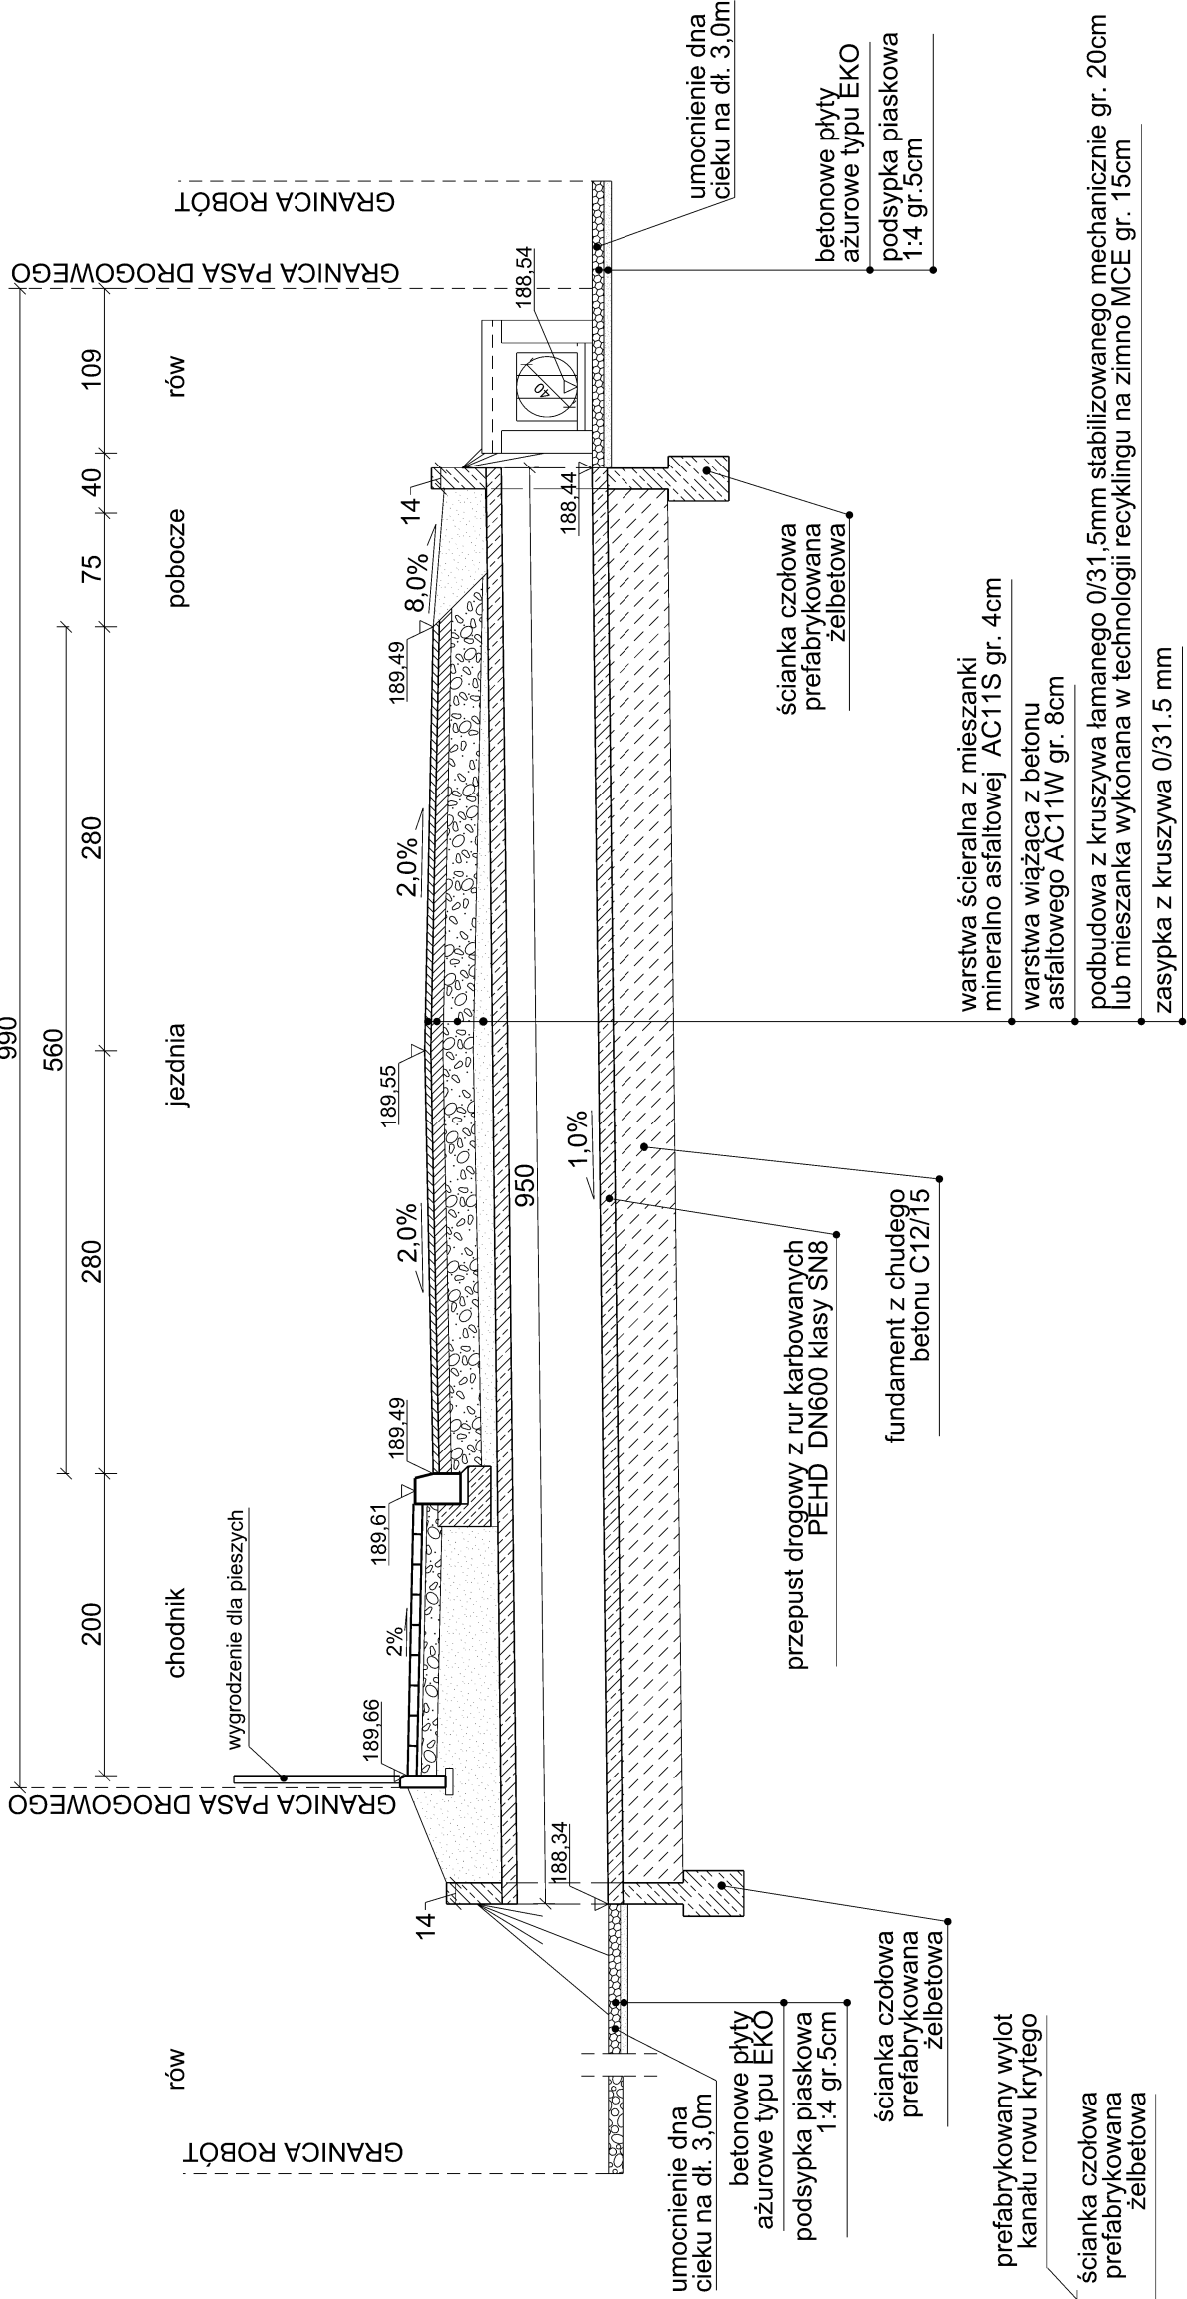 990
560
200
280
280
75
40
109
rów
chodnik
jezdnia
pobocze
rów
GRANICA ROBÓT
GRANICA PASA DROGOWEGO
GRANICA PASA DROGOWEGO
GRANICA ROBÓT
wygrodzenie dla pieszych
189,66
2%
189,61
189,49
2,0%
189,55
2,0%
189,49
8,0%
14
14
40
188,54
950
188,34
1,0%
188,44
umocnienie dna
cieku na dł. 3,0m
betonowe płyty
ażurowe typu EKO
podsypka piaskowa
1:4 gr.5cm
ścianka czołowa
prefabrykowana
żelbetowa
prefabrykowany wylot
kanału rowu krytego
ścianka czołowa
prefabrykowana
żelbetowa
przepust drogowy z rur karbowanych
PEHD DN600 klasy SN8
fundament z chudego
betonu C12/15
warstwa ścieralna z mieszanki
mineralno asfaltowej AC11S gr. 4cm
warstwa wiążąca z betonu
asfaltowego AC11W gr. 8cm
podbudowa z kruszywa łamanego 0/31,5mm stabilizowanego mechanicznie gr. 20cm
lub mieszanka wykonana w technologii recyklingu na zimno MCE gr. 15cm
zasypka z kruszywa 0/31.5 mm
ścianka czołowa
prefabrykowana
żelbetowa
umocnienie dna
cieku na dł. 3,0m
betonowe płyty
ażurowe typu EKO
podsypka piaskowa
1:4 gr.5cm